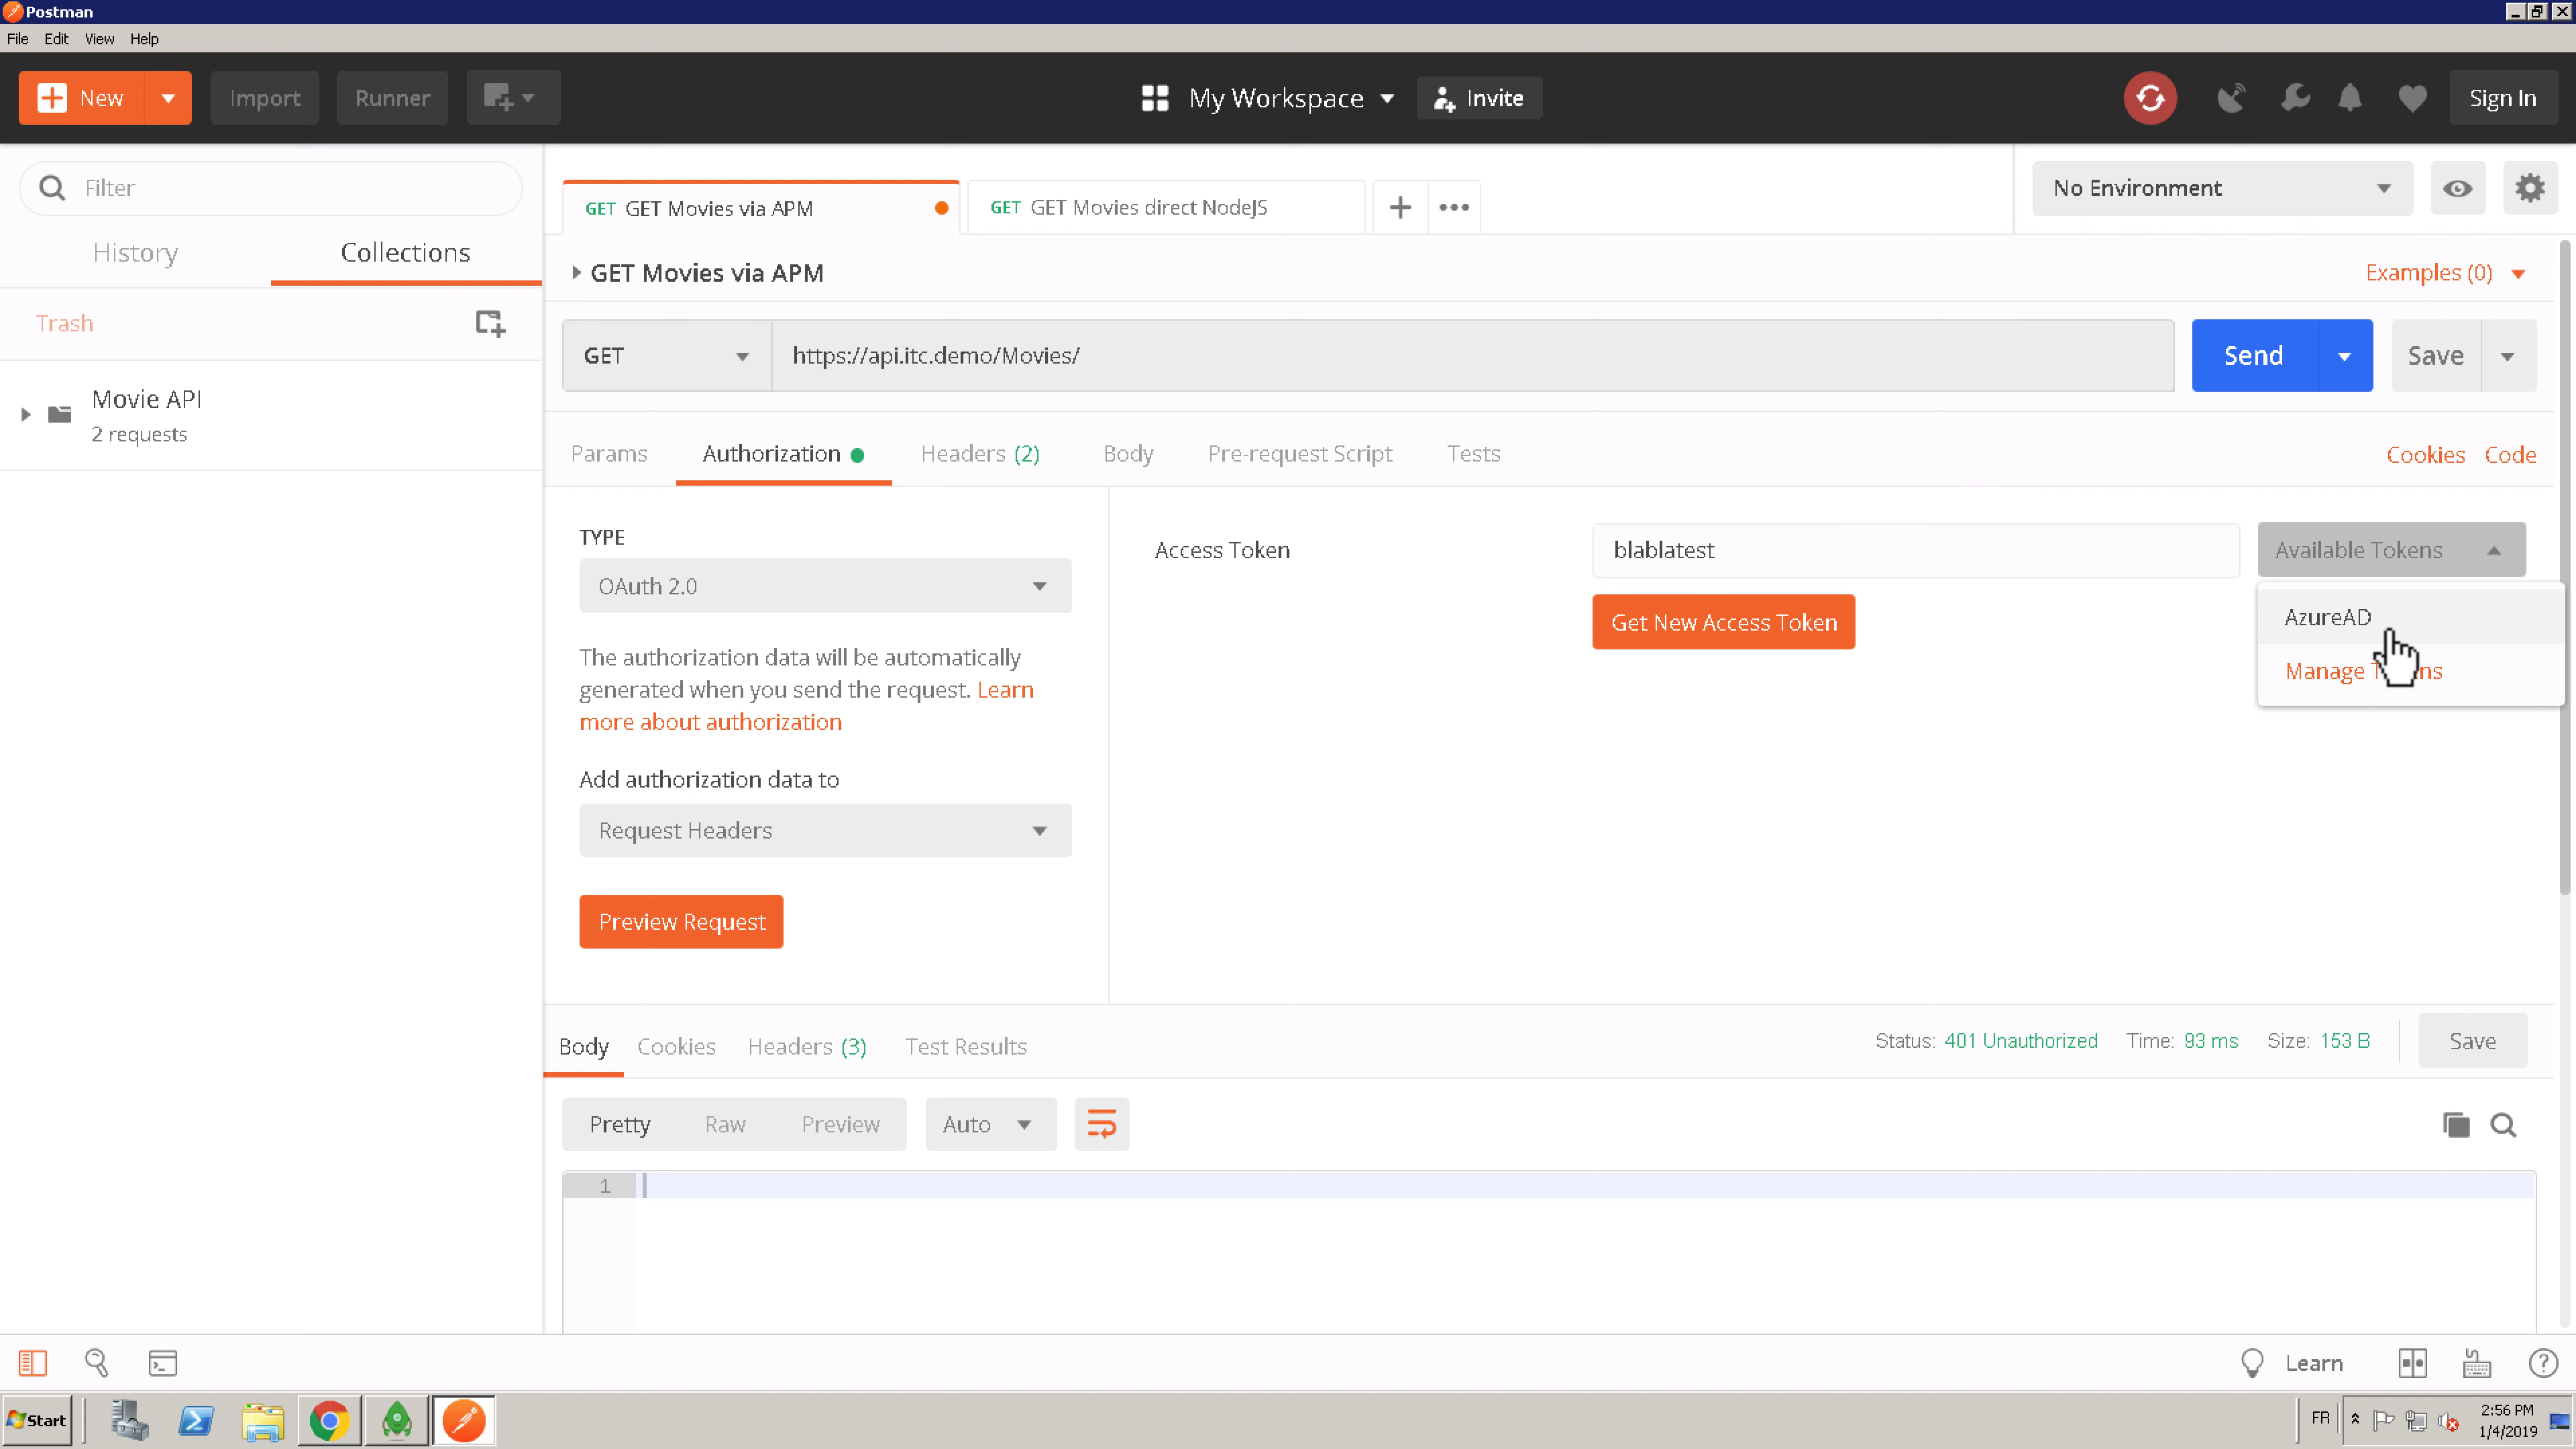 Postman
File Edit View Help
New Import Runner My Workspace Invite Sign In
Filter
History Collections
Trash
Movie API
2 requests
GET GET Movies via APM GET GET Movies direct NodeJS
No Environment
GET Movies via APM
Examples (0)
GET https://api.itc.demo/Movies/ Send Save
Params Authorization Headers (2) Body Pre-request Script Tests Cookies Code
TYPE
OAuth 2.0
The authorization data will be automatically
generated when you send the request. Learn
more about authorization
Add authorization data to
Request Headers
Preview Request
Access Token blablatest Available Tokens
Get New Access Token
AzureAD
Manage
Body Cookies Headers (3) Test Results Status: 401 Unauthorized Time: 93 ms Size: 153 B Save
Pretty Raw Preview Auto
1
Learn
Start FR 2:56 PM
1/4/2019